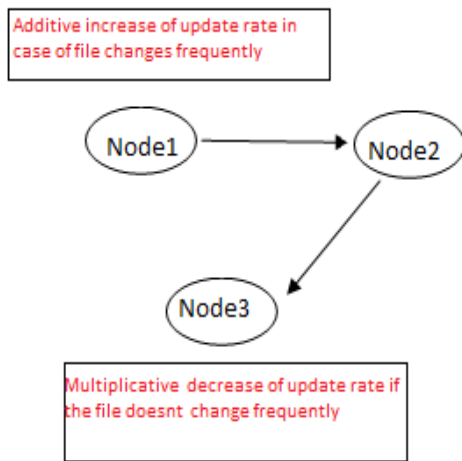 Additive increase of update rate in
case of file changes frequently
Node1
Node2
Node3
Multiplicative decrease of update rate if
the file doesnt change frequently